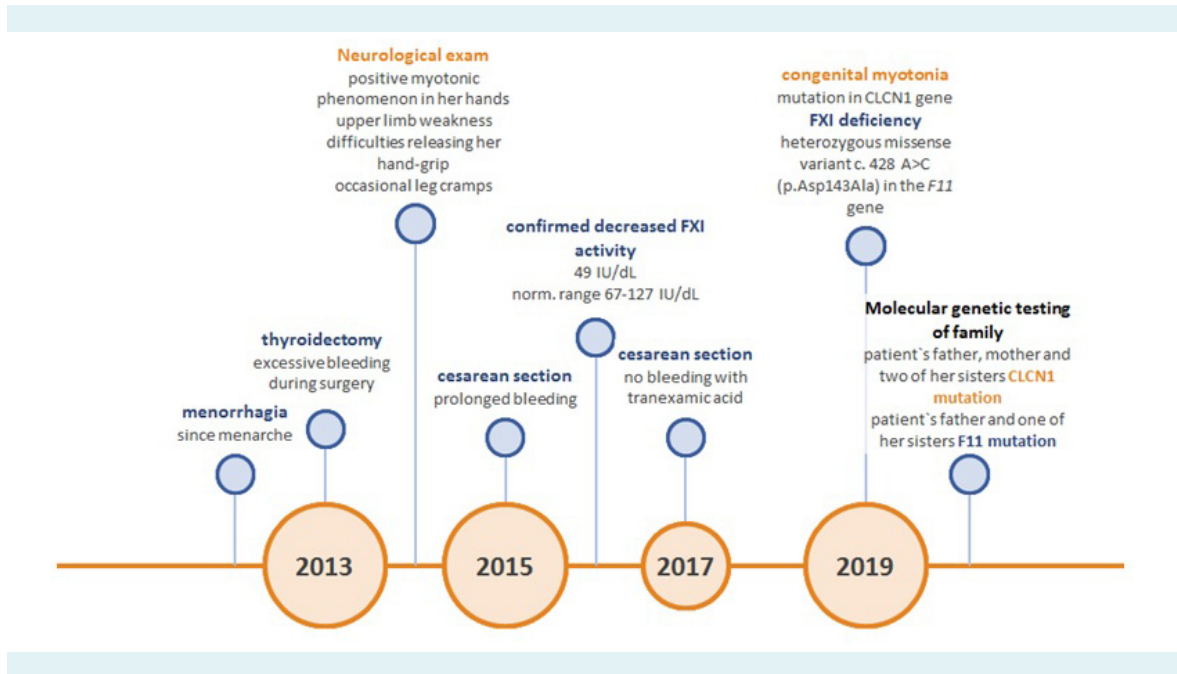 Neurological exam
positive myotonic
phenomenon in her hands
upper limb weakness
difficulties releasing her
hand-grip
occasional leg cramps
congenital myotonia
mutation in CLCN1 gene
FXI deficiency
heterozygous missense
variant c. 428 A>C
(p.Asp143Ala) in the F11
gene
confirmed decreased FXI
activity
49 IU/dL
norm. range 67-127 IU/dL
Molecular genetic testing
of family
patient`s father, mother and
two of her sisters CLCN1
mutation
patient`s father and one of
her sisters F11 mutation
thyroidectomy
excessive bleeding
during surgery
cesarean section
prolonged bleeding
cesarean section
no bleeding with
tranexamic acid
menorrhagia
since menarche
2013
2015
2017
2019